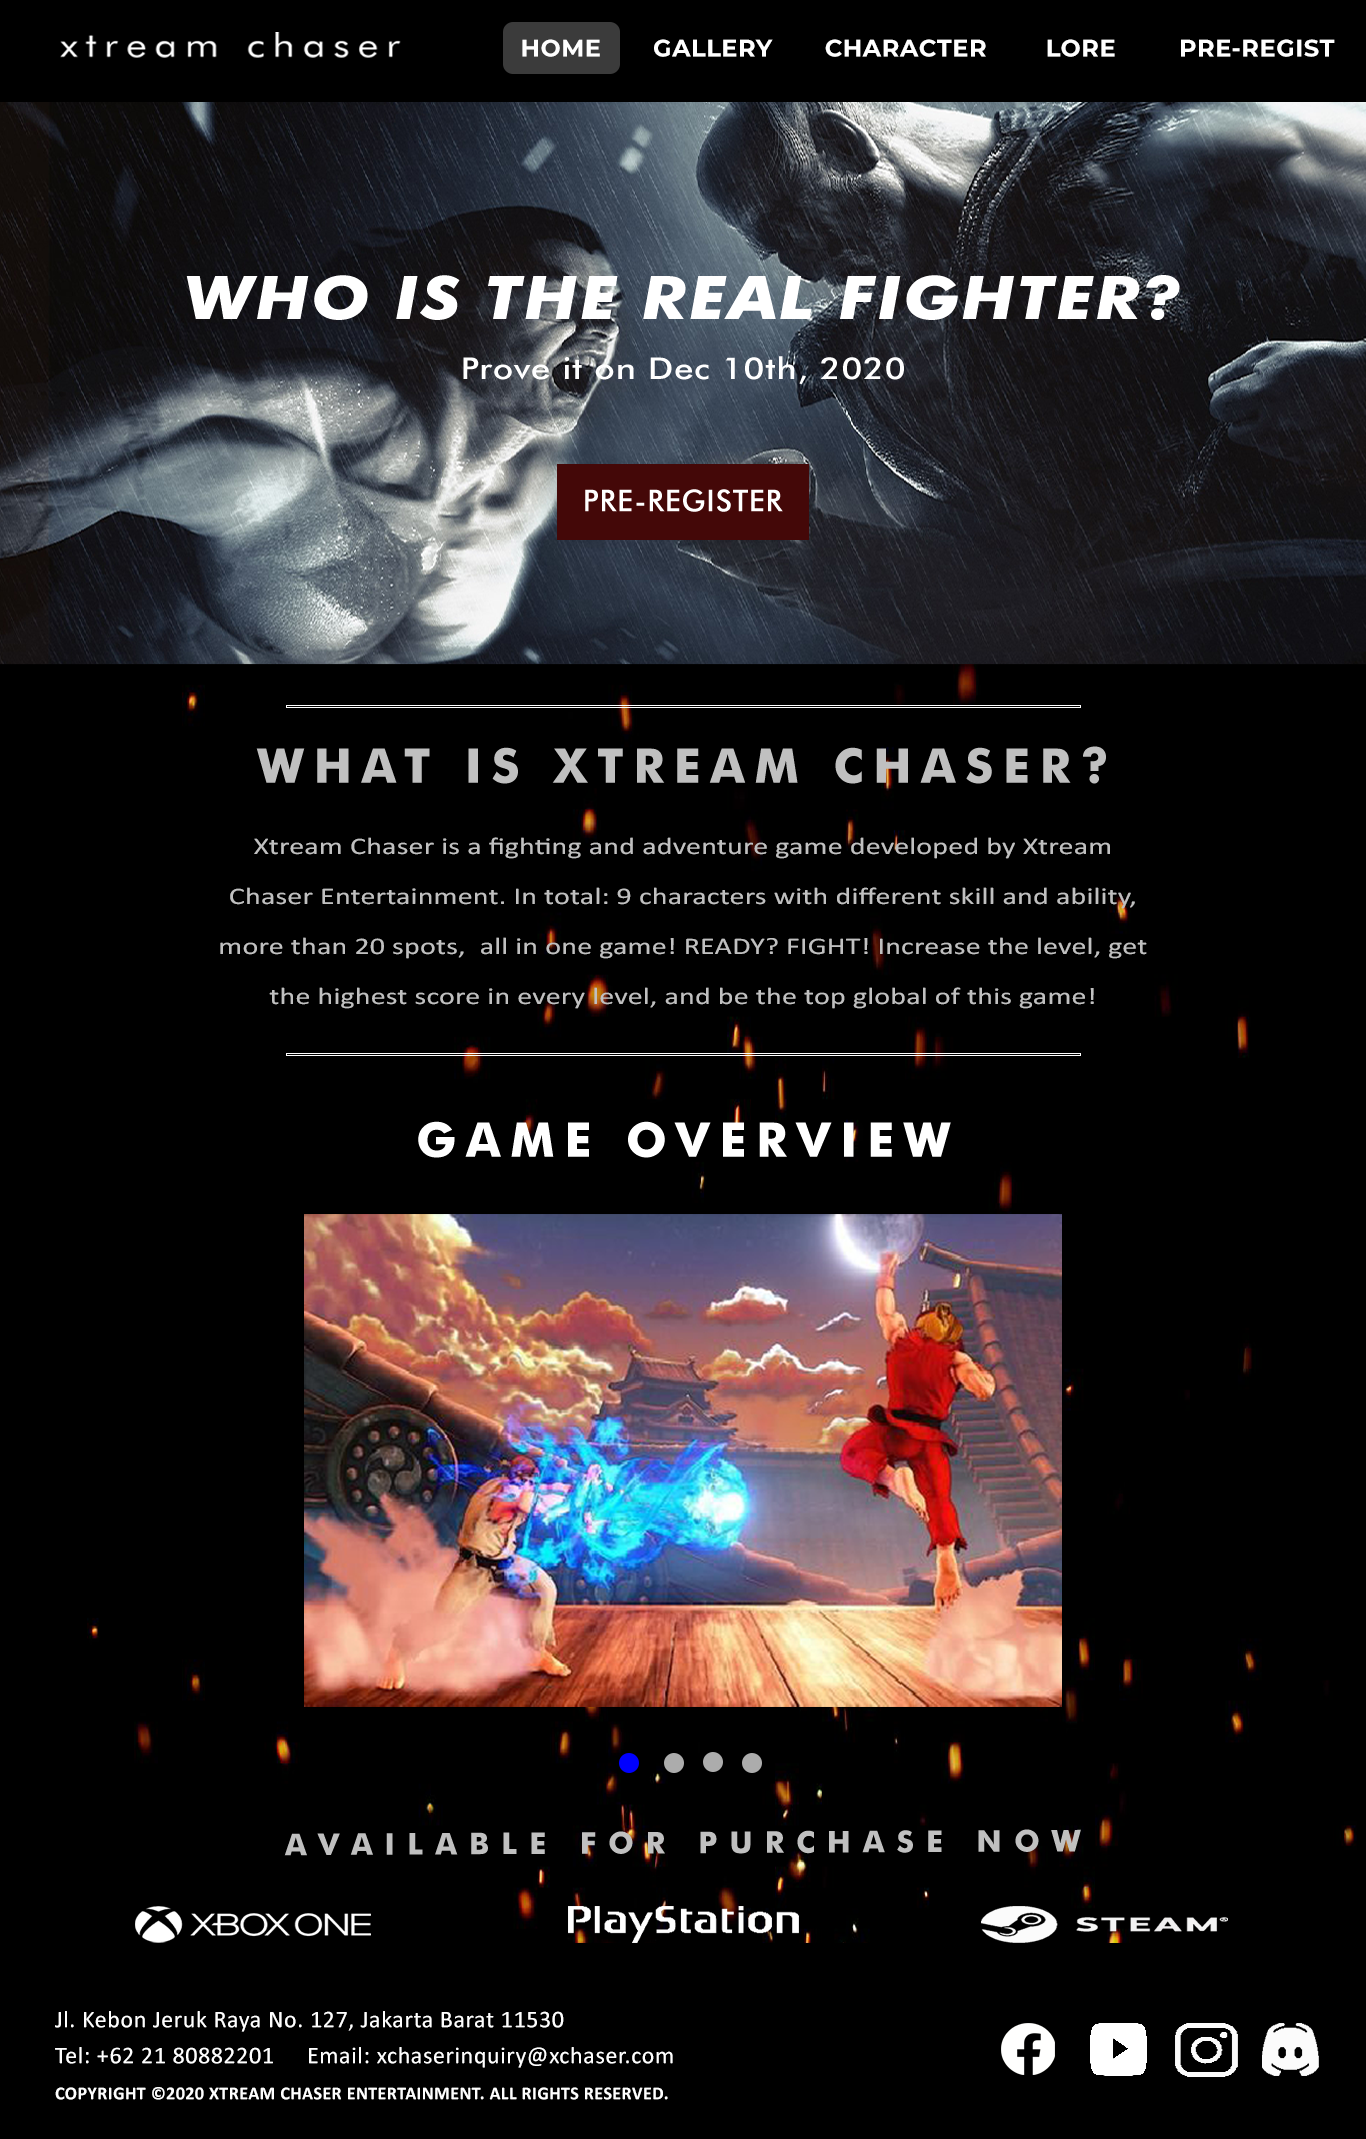 xtream chaser
HOME
GALLERY
CHARACTER
LORE
PRE-REGIST
WHO IS THE REAL FIGHTER?
Prove it on Dec 10th, 2020
PRE-REGISTER
WHAT IS XTREAM CHASER?
Xtream Chaser is a fighting and adventure game developed by Xtream
Chaser Entertainment. In total: 9 characters with different skill and ability,
more than 20 spots,  all in one game! READY? FIGHT! Increase the level, get
the highest score in every level, and be the top global of this game!
GAME OVERVIEW
AVAILABLE FOR PURCHASE NOW
XBOX ONE
PlayStation
STEAM®
Jl. Kebon Jeruk Raya No. 127, Jakarta Barat 11530
Tel: +62 21 80882201 Email: xchaserinquiry@xchaser.com
COPYRIGHT ©2020 XTREAM CHASER ENTERTAINMENT. ALL RIGHTS RESERVED.